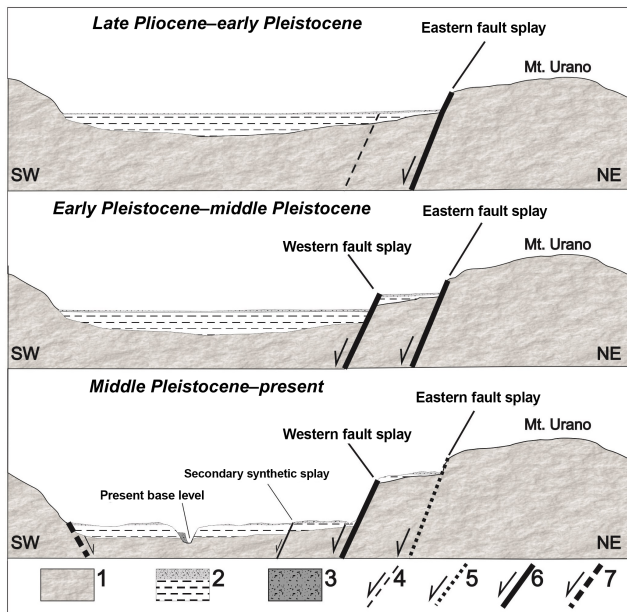 Late Pliocene–early Pleistocene
Eastern fault splay
Mt. Urano
SW
NE
Early Pleistocene–middle Pleistocene
Eastern fault splay
Western fault splay
Mt. Urano
SW
NE
Middle Pleistocene–present
Eastern fault splay
Mt. Urano
Western fault splay
Secondary synthetic splay
Present base level
SW
NE
1 2 3 4 5 6 7